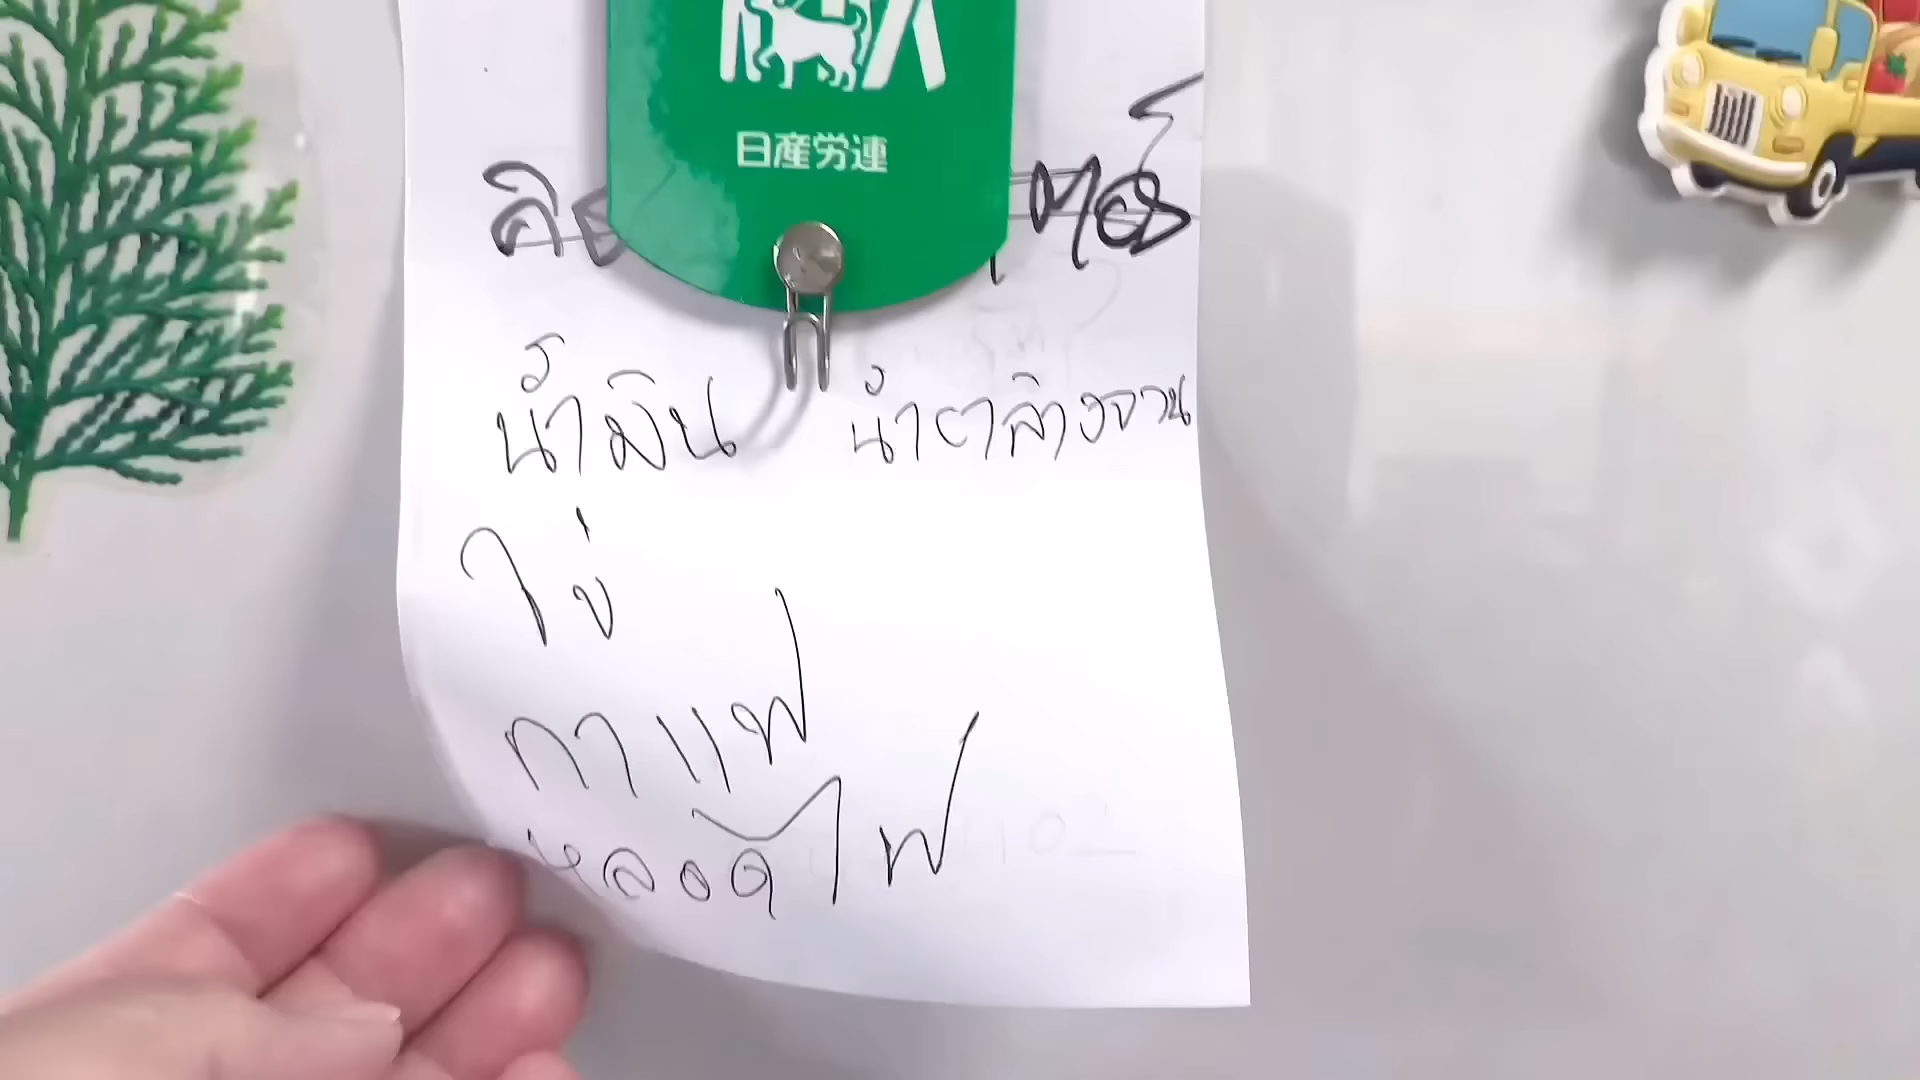 日産労連
น้ำมัน น้ำยาล้างจาน
ไข่
กาแฟ
หลอดไฟ